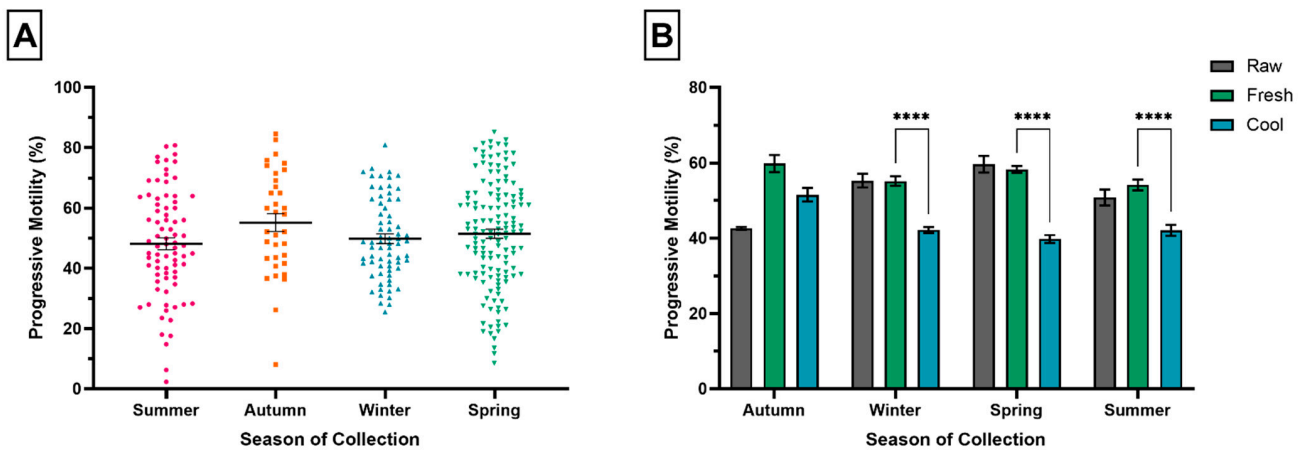 A
Progressive Motility (%)
100
80
60
40
20
0
Summer Autumn Winter Spring
Season of Collection
B
Raw
Fresh
Cool
Progressive Motility (%)
80
60
40
20
0
**** **** ****
Autumn Winter Spring Summer
Season of Collection